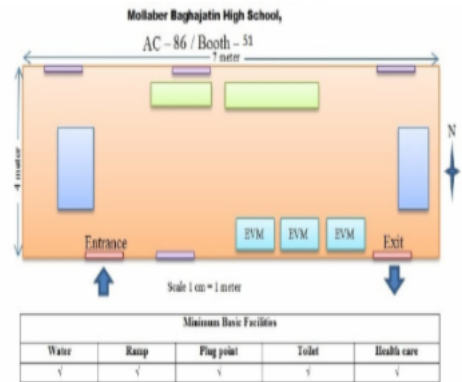 Mollaber Baghajatin High School,
AC – 86 / Booth – 51
7 meter
4 meter
N
EVM EVM EVM
Entrance
Exit
Scale 1 cm = 1 meter
Minimum Basic Facilities
Water Ramp Plug point Toilet Health care
√ √ √ √ √